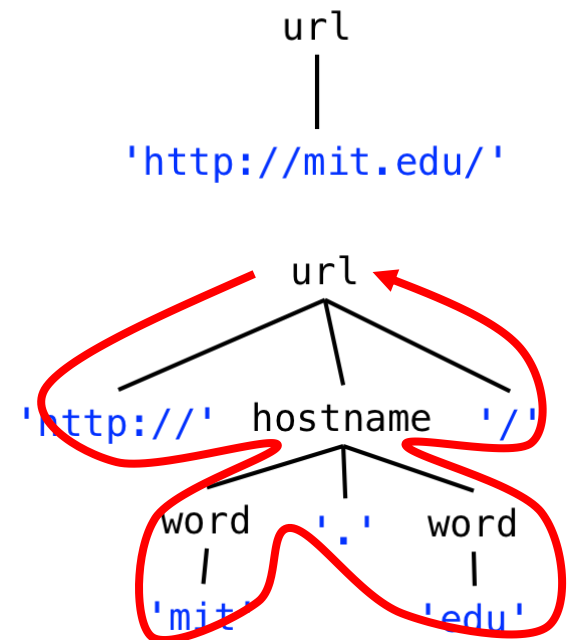 url
'http://mit.edu/'
url
'http://' hostname '/'
word '.' word
'mit' 'edu'